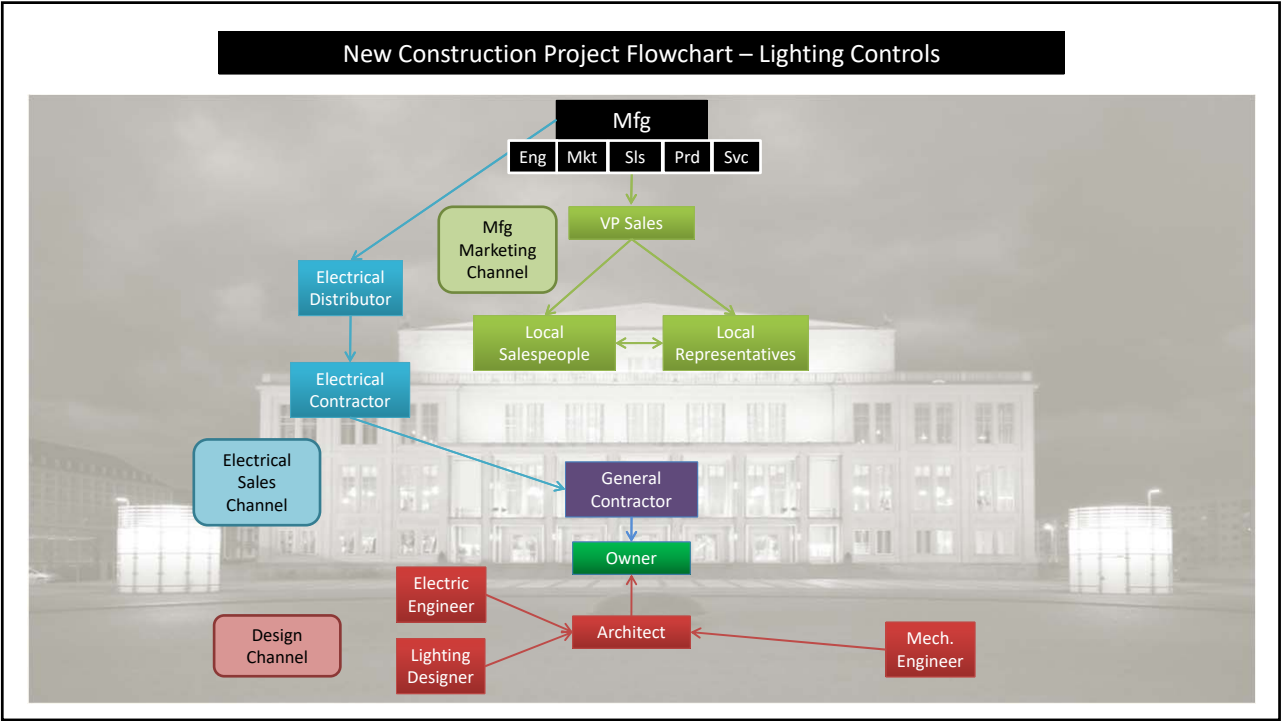 New Construction Project Flowchart – Lighting Controls
Mfg
Eng
Mkt
Sls
Prd
Svc
Mfg
Marketing
Channel
VP Sales
Electrical
Distributor
Local
Salespeople
Local
Representatives
Electrical
Contractor
Electrical
Sales
Channel
General
Contractor
Owner
Electric
Engineer
Design
Channel
Architect
Lighting
Designer
Mech.
Engineer